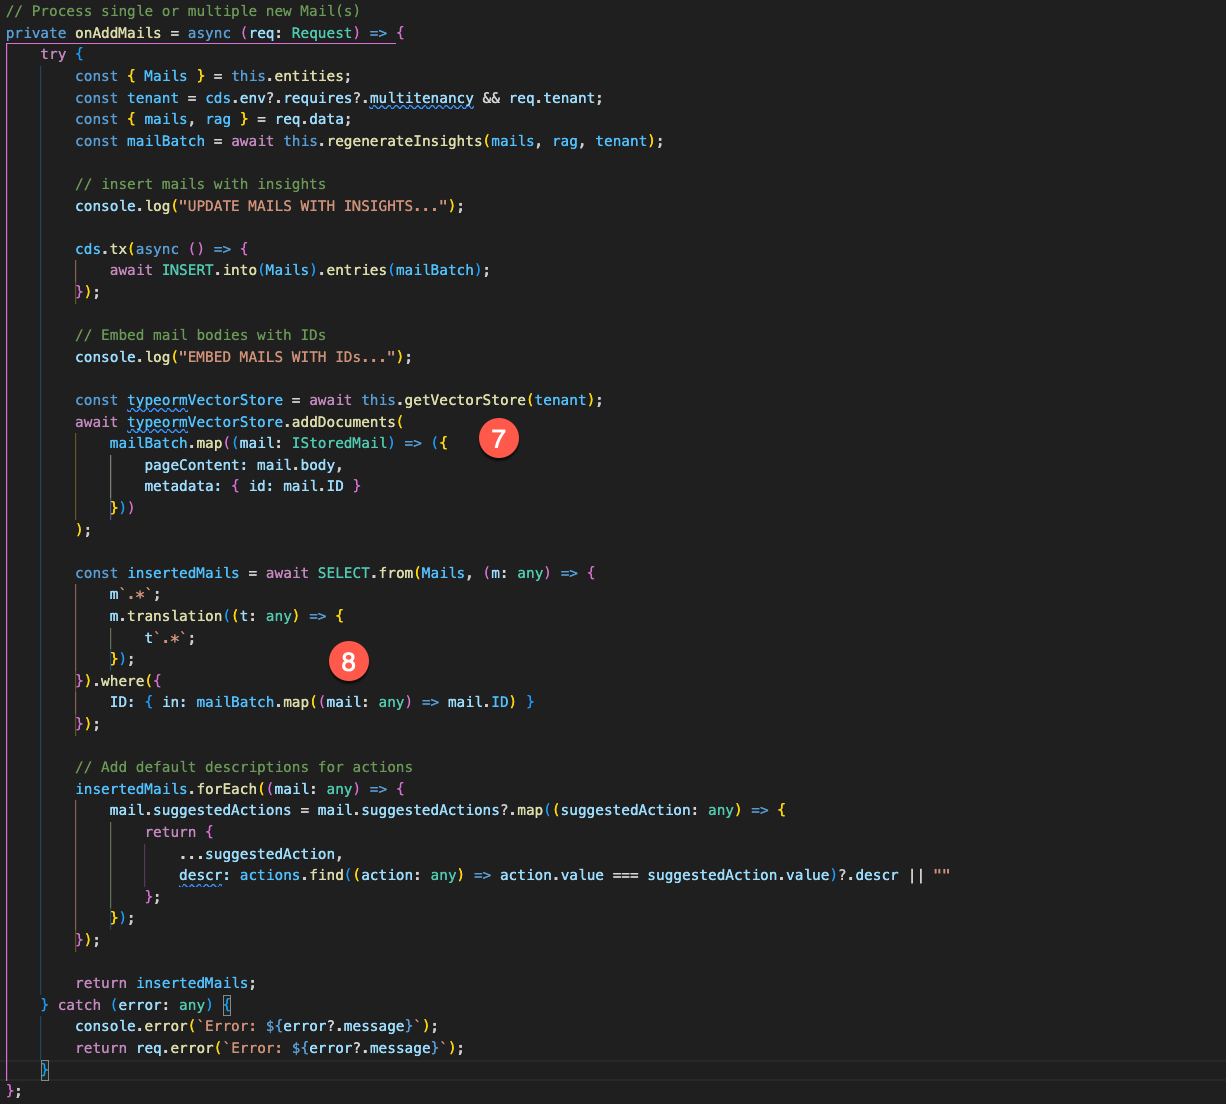 // Process single or multiple new Mail(s)
private onAddMails = async (req: Request) => {
    try {
        const { Mails } = this.entities;
        const tenant = cds.env?.requires?.multitenancy && req.tenant;
        const { mails, rag } = req.data;
        const mailBatch = await this.regenerateInsights(mails, rag, tenant);

        // insert mails with insights
        console.log("UPDATE MAILS WITH INSIGHTS...");

        cds.tx(async () => {
            await INSERT.into(Mails).entries(mailBatch);
        });

        // Embed mail bodies with IDs
        console.log("EMBED MAILS WITH IDs...");

        const typeormVectorStore = await this.getVectorStore(tenant);
        await typeormVectorStore.addDocuments(
            mailBatch.map((mail: IStoredMail) => ({
7
                pageContent: mail.body,
                metadata: { id: mail.ID }
            }))
        );

        const insertedMails = await SELECT.from(Mails, (m: any) => {
            m`.*`;
            m.translation((t: any) => {
                t`.*`;
            });
8
        }).where({
            ID: { in: mailBatch.map((mail: any) => mail.ID) }
        });

        // Add default descriptions for actions
        insertedMails.forEach((mail: any) => {
            mail.suggestedActions = mail.suggestedActions?.map((suggestedAction: any) => {
                return {
                    ...suggestedAction,
                    descr: actions.find((action: any) => action.value === suggestedAction.value)?.descr || ""
                };
            });
        });

        return insertedMails;
    } catch (error: any) {
        console.error(`Error: ${error?.message}`);
        return req.error(`Error: ${error?.message}`);
    }
};